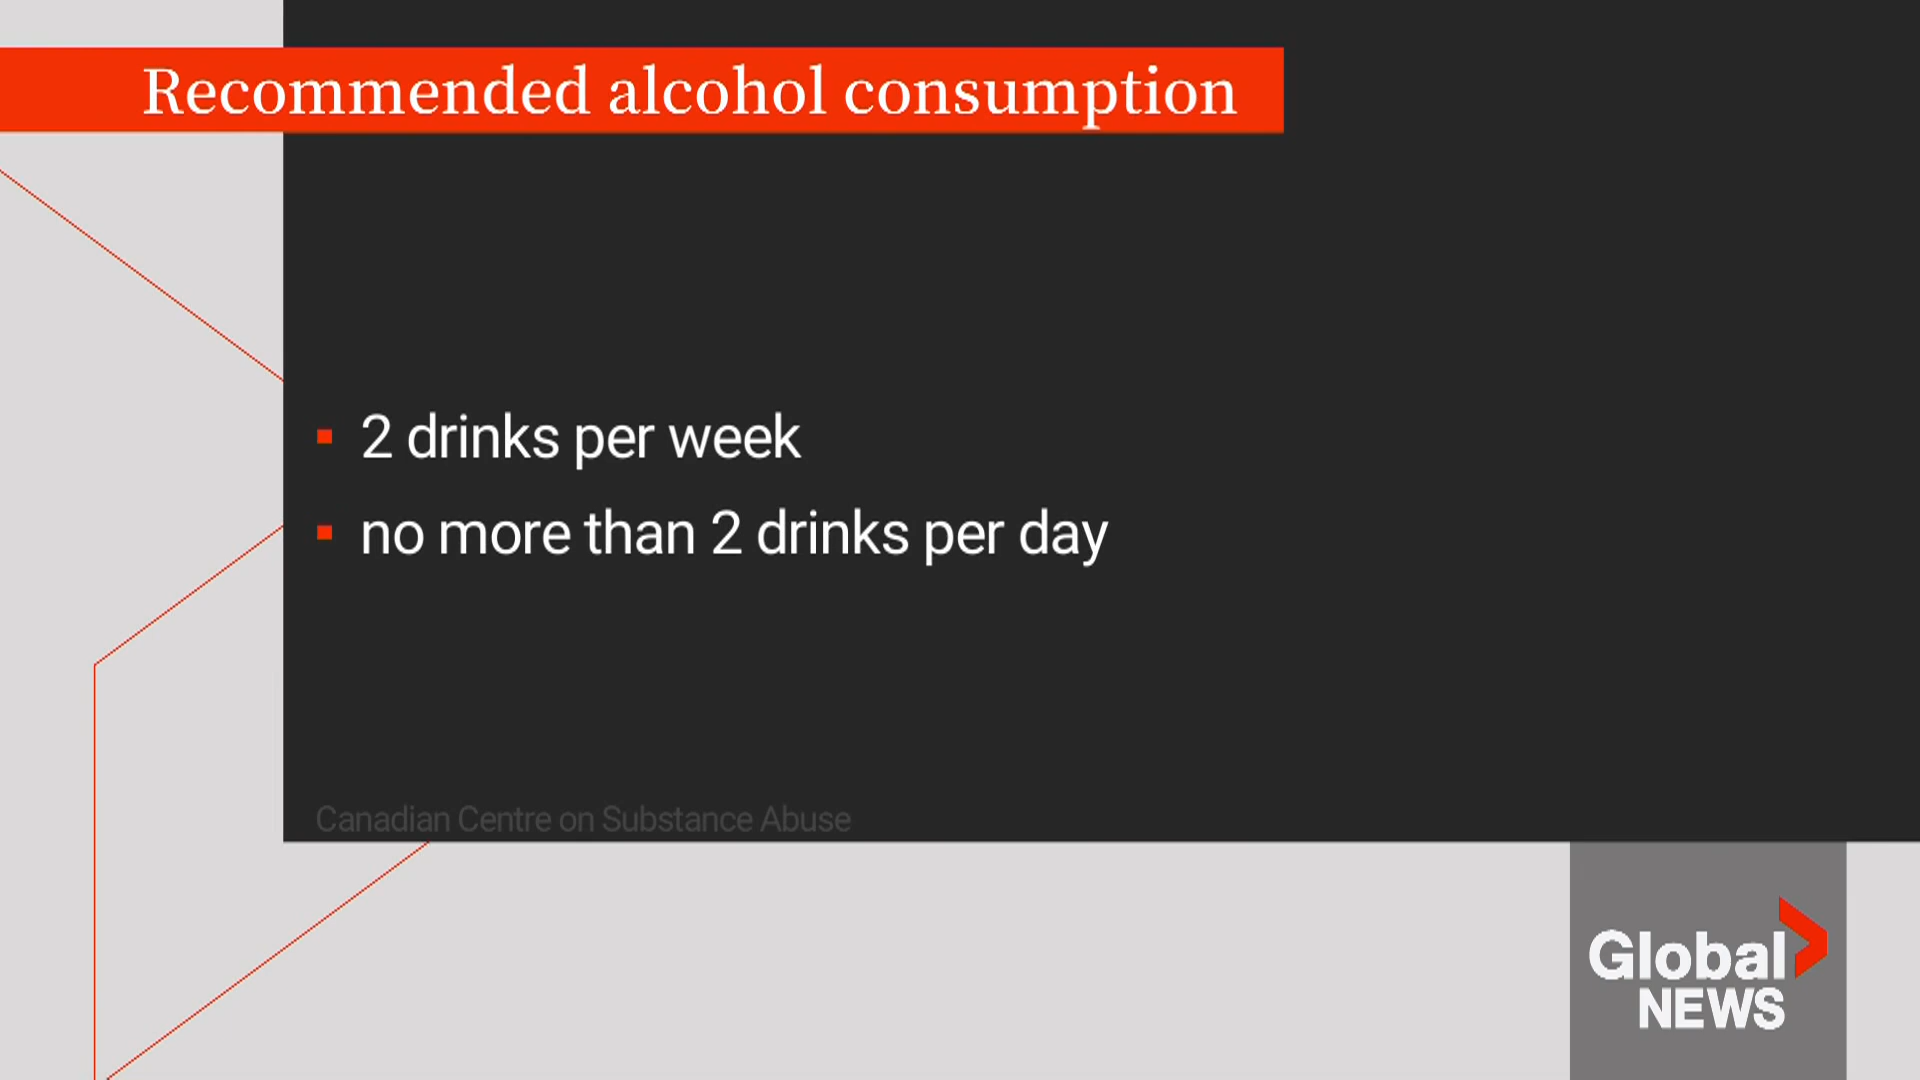 Recommended alcohol consumption
2 drinks per week
no more than 2 drinks per day
Canadian Centre on Substance Abuse
Global
NEWS